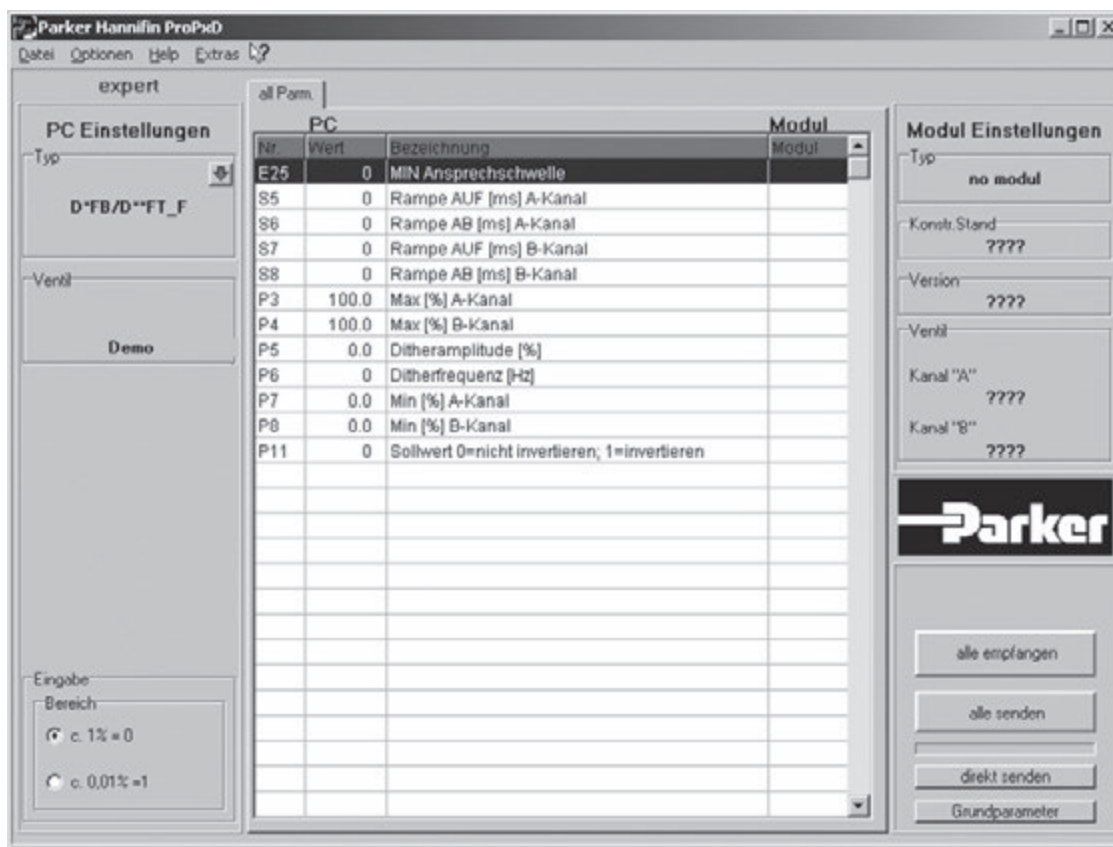 Parker Hannifin ProPxD
Datei Optionen Help Extras
expert
PC Einstellungen
Typ
D*FB/D**FT_F
Ventil
Demo
Eingabe
Bereich
c. 1% = 0
c. 0,01% =1
all Parm.
PC Modul
Nr. Wert Bezeichnung Modul
E25 0 MIN Ansprechschwelle
S5 0 Rampe AUF [ms] A-Kanal
S6 0 Rampe AB [ms] A-Kanal
S7 0 Rampe AUF [ms] B-Kanal
S8 0 Rampe AB [ms] B-Kanal
P3 100.0 Max [%] A-Kanal
P4 100.0 Max [%] B-Kanal
P5 0.0 Ditheramplitude [%]
P6 0 Ditherfrequenz [Hz]
P7 0.0 Min [%] A-Kanal
P8 0.0 Min [%] B-Kanal
P11 0 Sollwert 0=nicht invertieren; 1=invertieren
Modul Einstellungen
Typ
no modul
Konstr.Stand
????
Version
????
Ventil
Kanal "A"
????
Kanal "B"
????
Parker
alle empfangen
alle senden
direkt senden
Grundparameter